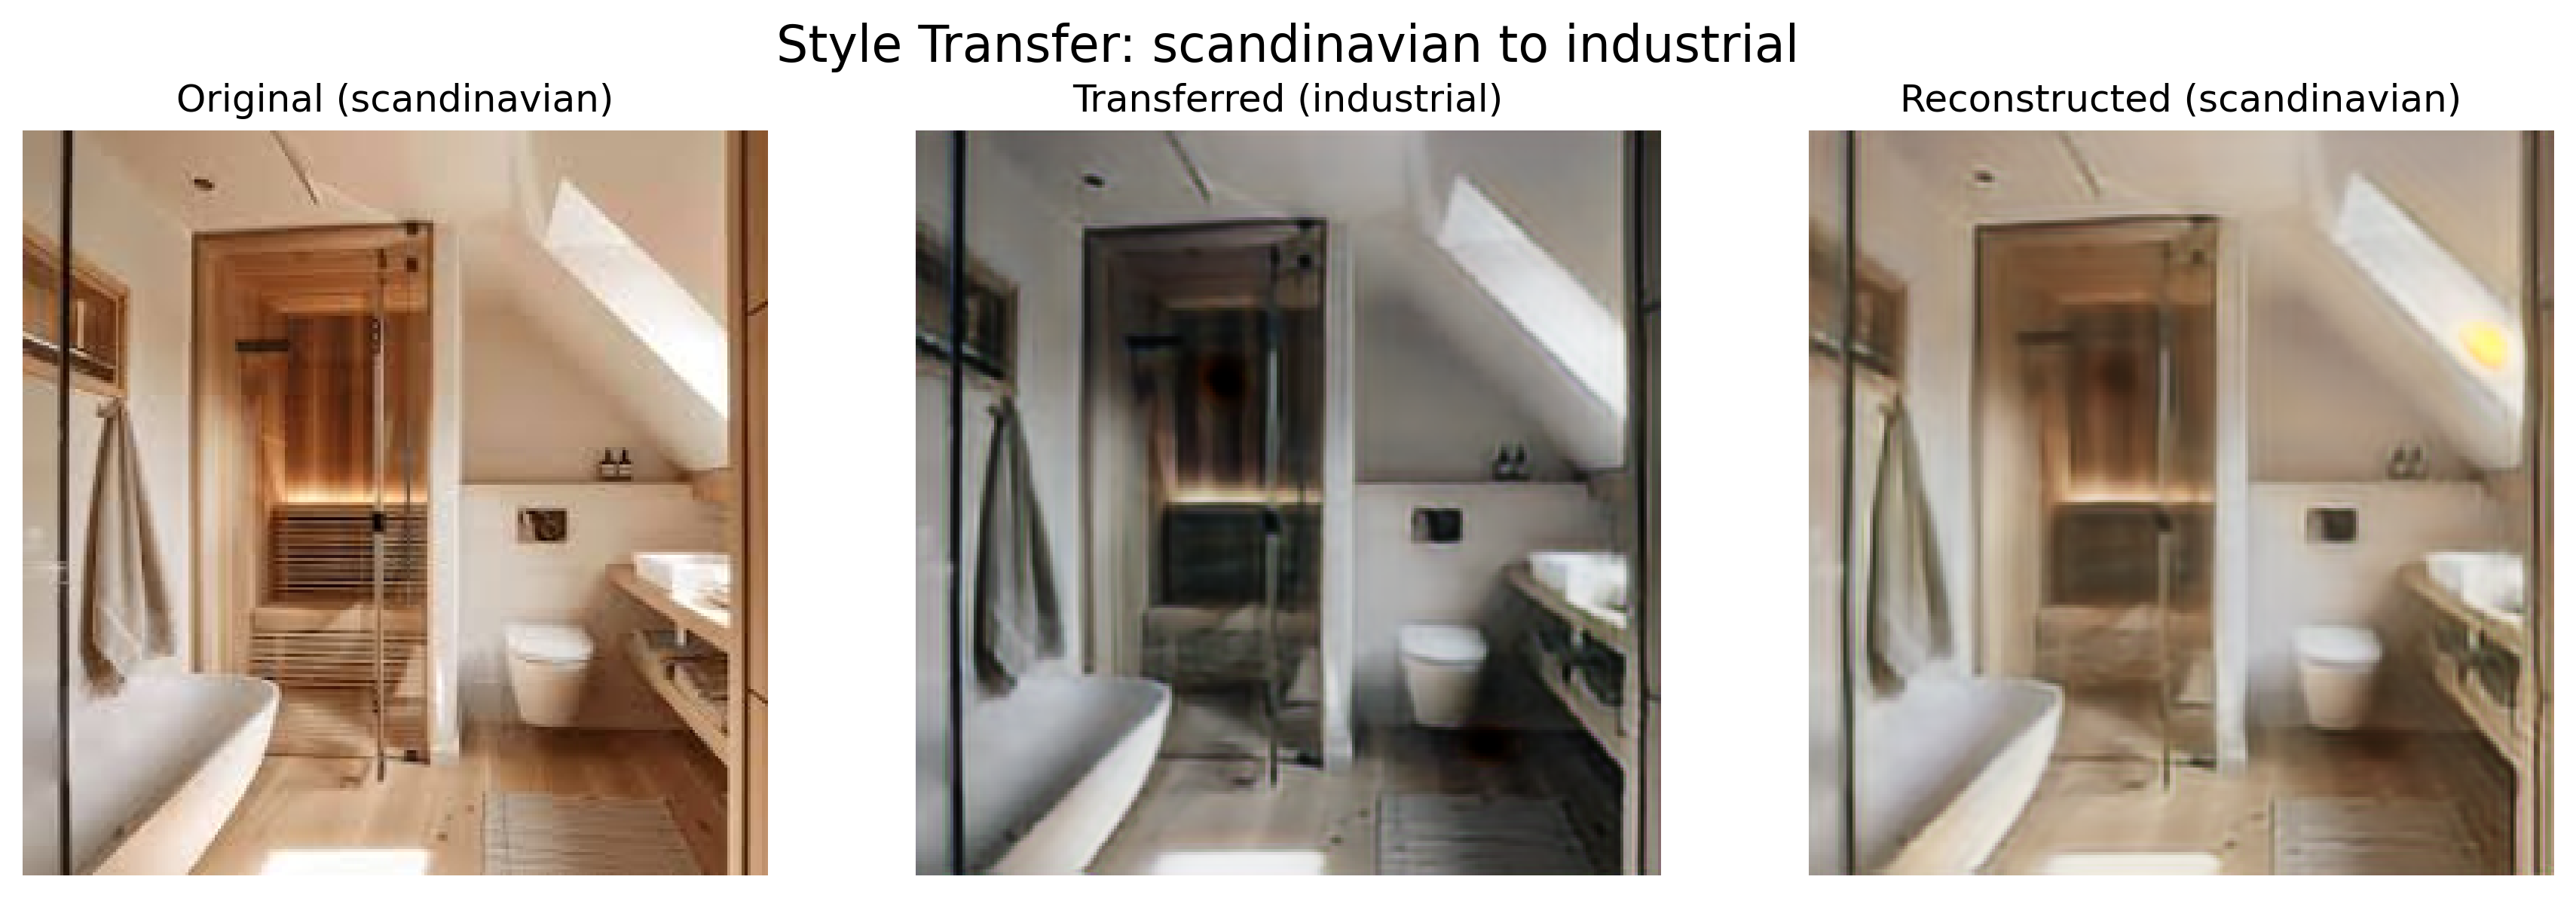 Style Transfer: scandinavian to industrial
Original (scandinavian)
Transferred (industrial)
Reconstructed (scandinavian)